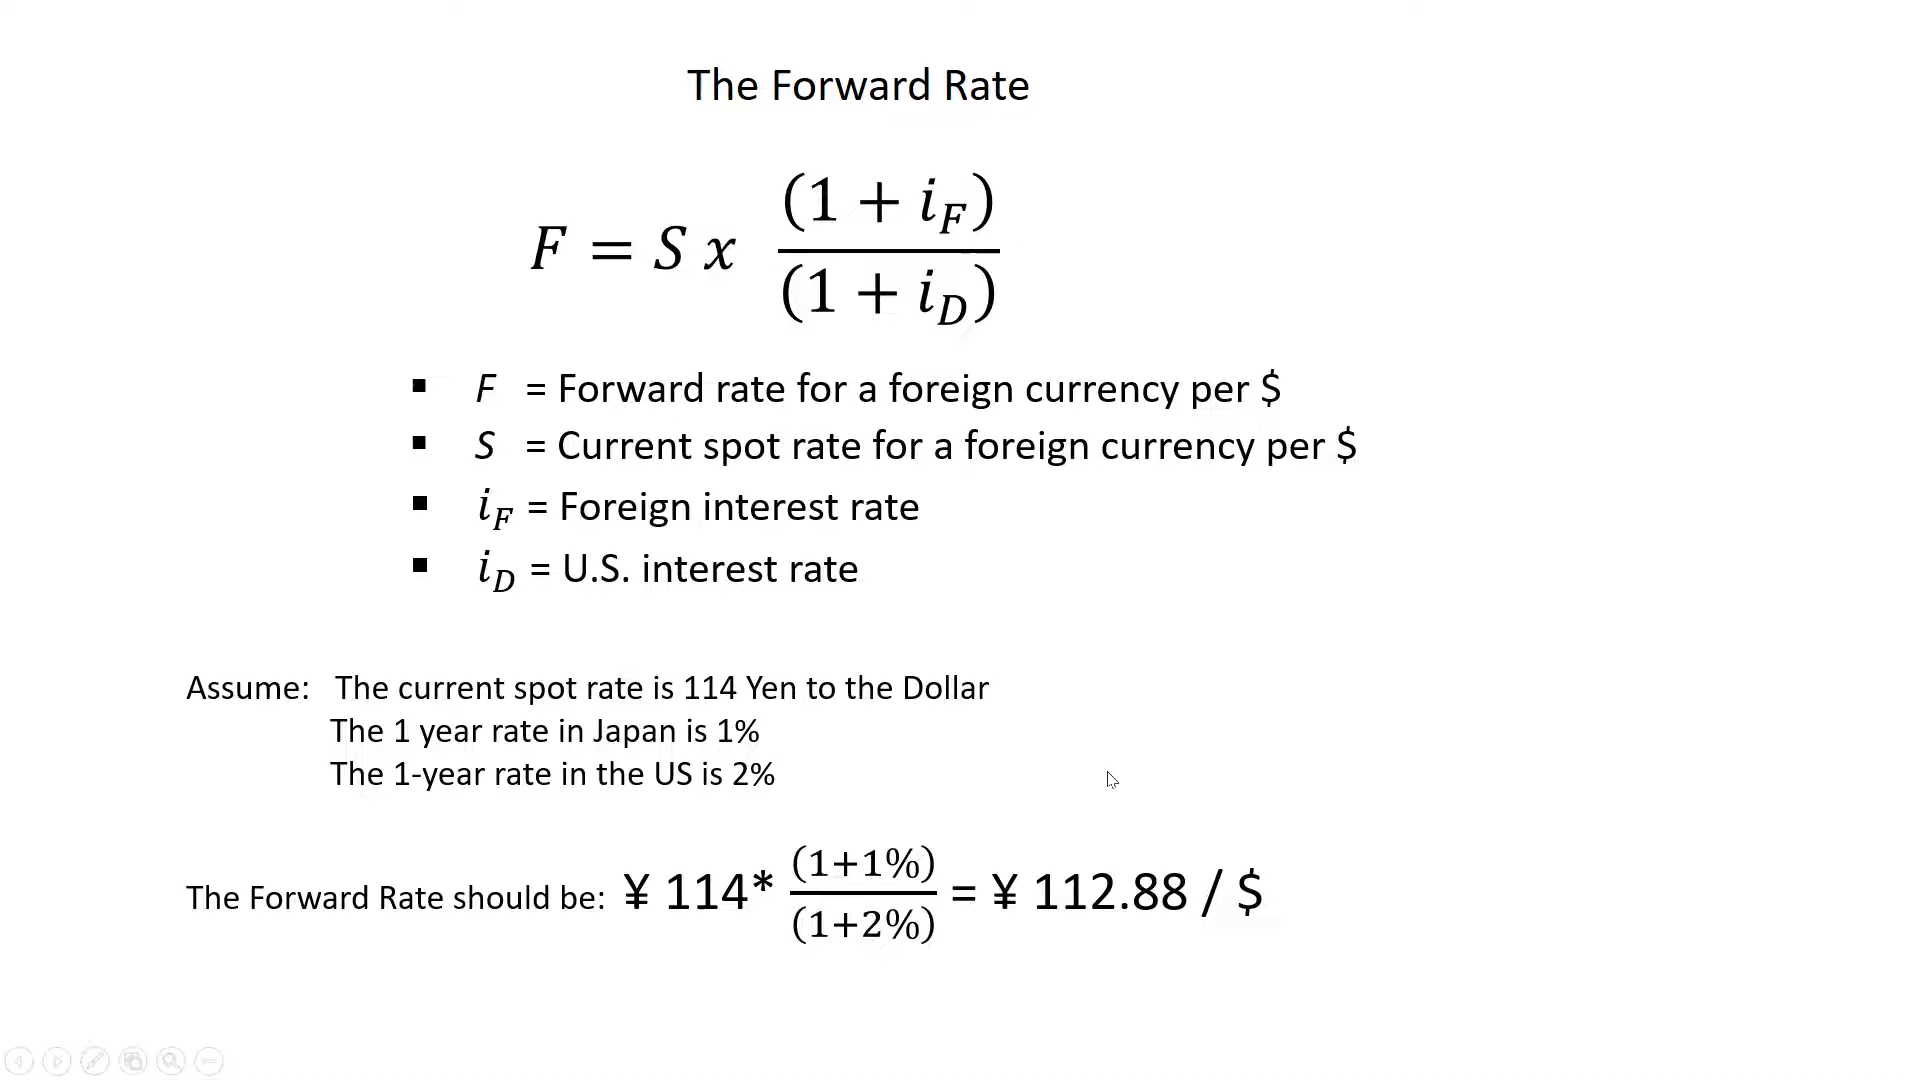 The Forward Rate
F = S x (1 + i_F) / (1 + i_D)
▪ F = Forward rate for a foreign currency per $
▪ S = Current spot rate for a foreign currency per $
▪ i_F = Foreign interest rate
▪ i_D = U.S. interest rate
Assume: The current spot rate is 114 Yen to the Dollar
The 1 year rate in Japan is 1%
The 1-year rate in the US is 2%
The Forward Rate should be: ¥ 114* (1+1%) / (1+2%) = ¥ 112.88 / $